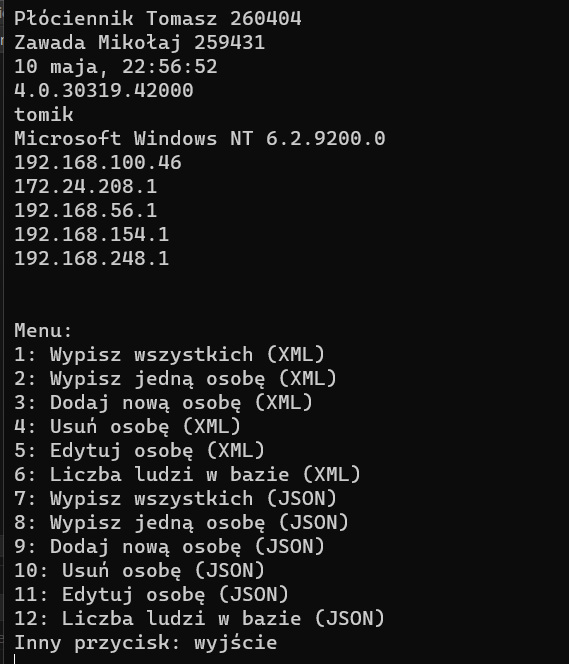 Płóciennik Tomasz 260404
Zawada Mikołaj 259431
10 maja, 22:56:52
4.0.30319.42000
tomik
Microsoft Windows NT 6.2.9200.0
192.168.100.46
172.24.208.1
192.168.56.1
192.168.154.1
192.168.248.1
Menu:
1: Wypisz wszystkich (XML)
2: Wypisz jedną osobę (XML)
3: Dodaj nową osobę (XML)
4: Usuń osobę (XML)
5: Edytuj osobę (XML)
6: Liczba ludzi w bazie (XML)
7: Wypisz wszystkich (JSON)
8: Wypisz jedną osobę (JSON)
9: Dodaj nową osobę (JSON)
10: Usuń osobę (JSON)
11: Edytuj osobę (JSON)
12: Liczba ludzi w bazie (JSON)
Inny przycisk: wyjście